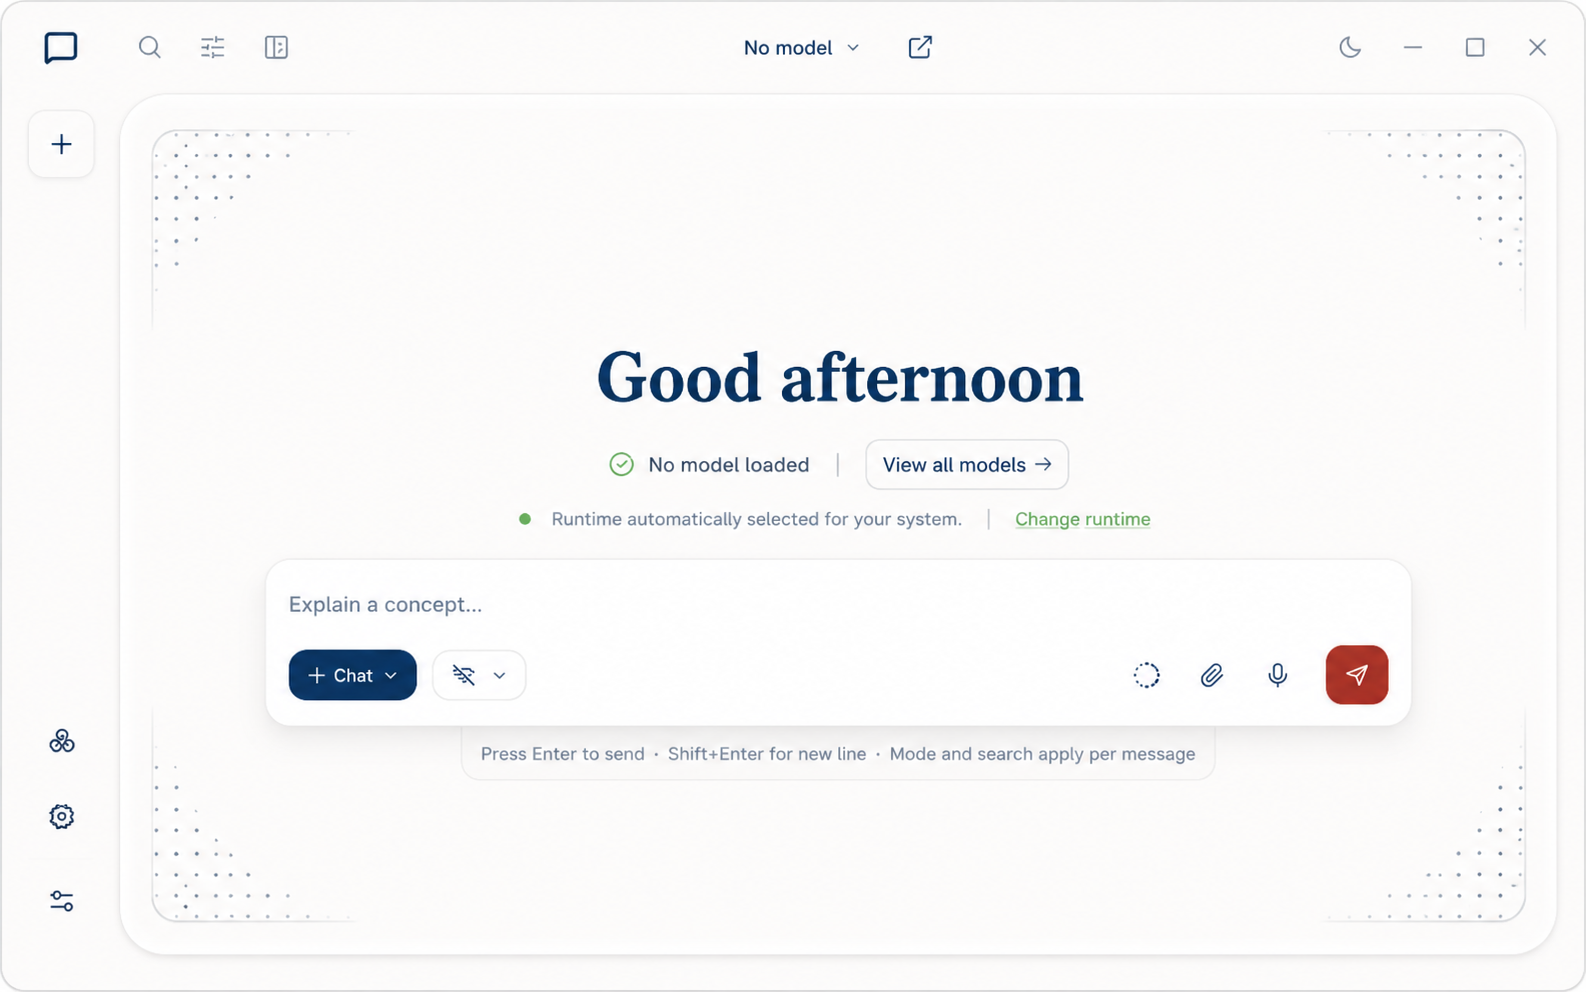 No model
Good afternoon
No model loaded | View all models →
Runtime automatically selected for your system. | Change runtime
Explain a concept...
+ Chat
Press Enter to send · Shift+Enter for new line · Mode and search apply per message